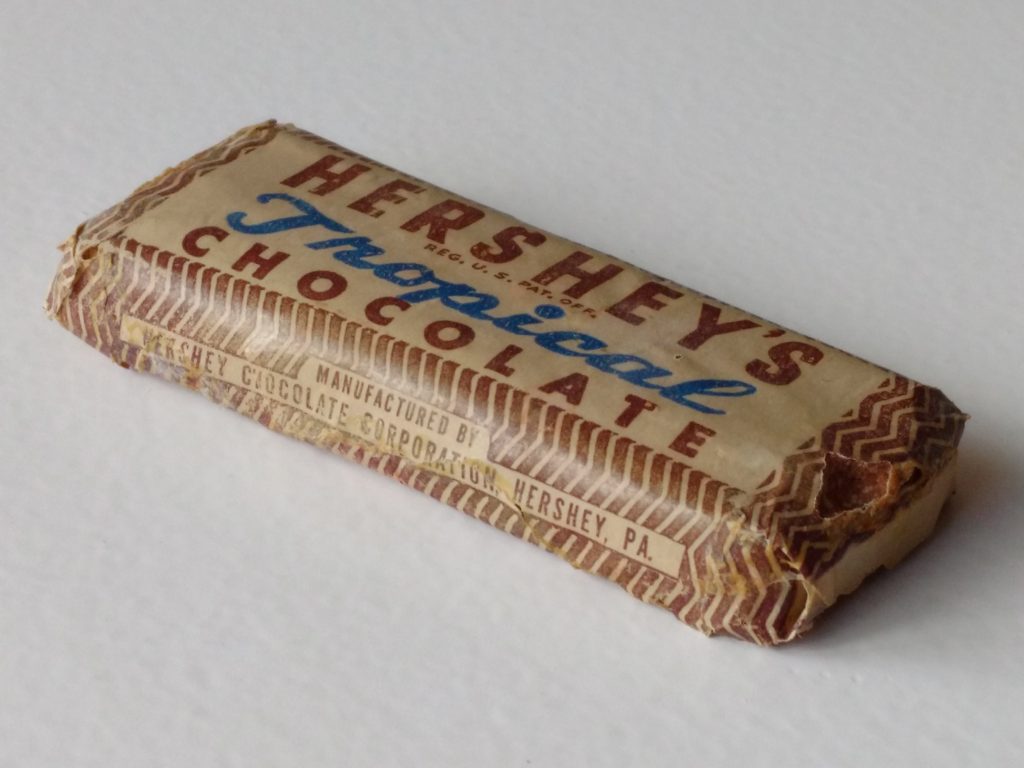 HERSHEY'S
REG. U. S. PAT. OFF.
Tropical
CHOCOLATE
MANUFACTURED BY
HERSHEY CHOCOLATE CORPORATION, HERSHEY, PA.